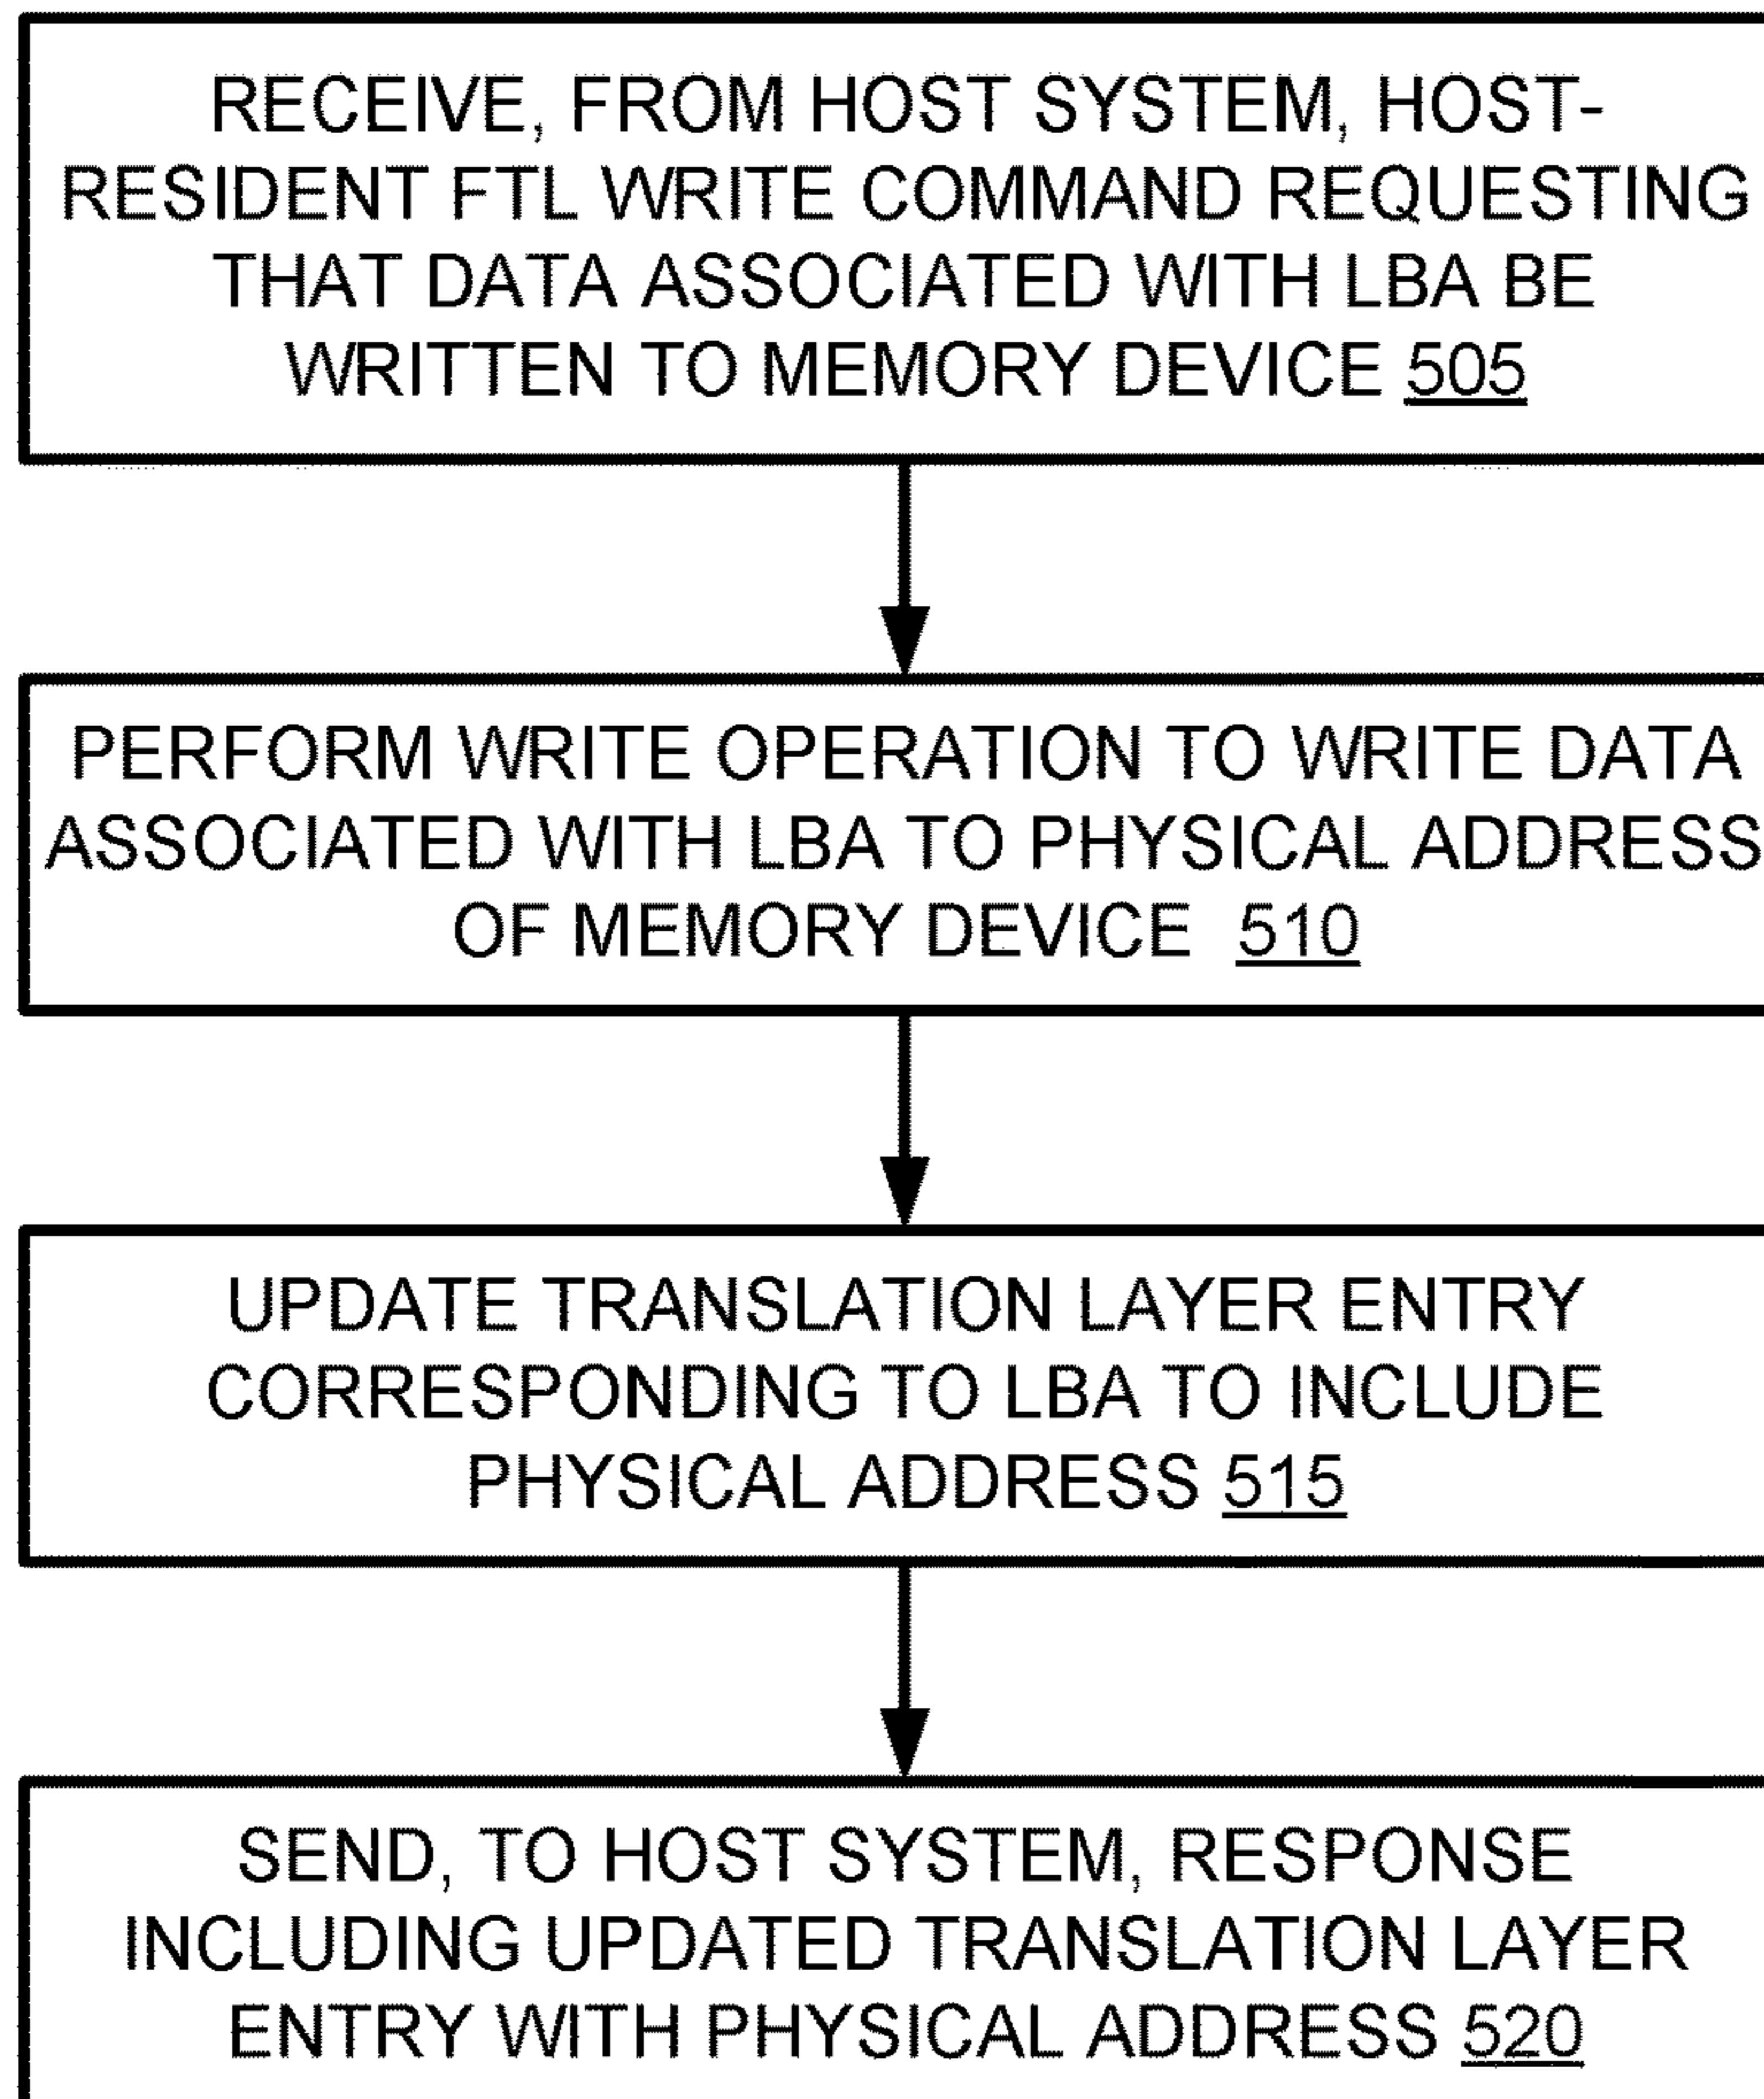 RECEIVE, FROM HOST SYSTEM, HOST-
RESIDENT FTL WRITE COMMAND REQUESTING
THAT DATA ASSOCIATED WITH LBA BE
WRITTEN TO MEMORY DEVICE 505
PERFORM WRITE OPERATION TO WRITE DATA
ASSOCIATED WITH LBA TO PHYSICAL ADDRESS
OF MEMORY DEVICE 510
UPDATE TRANSLATION LAYER ENTRY
CORRESPONDING TO LBA TO INCLUDE
PHYSICAL ADDRESS 515
SEND, TO HOST SYSTEM, RESPONSE
INCLUDING UPDATED TRANSLATION LAYER
ENTRY WITH PHYSICAL ADDRESS 520